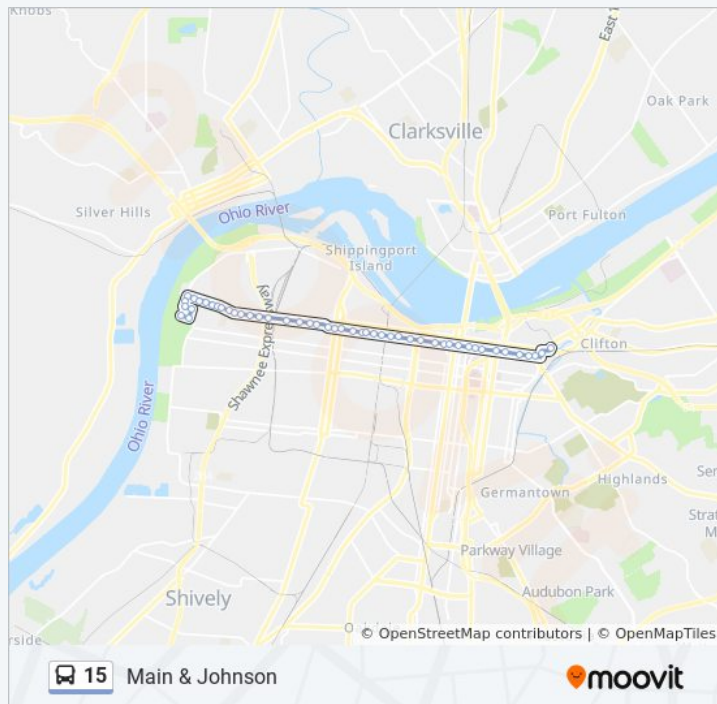 Knobs
East
Oak Park
Clarksville
Silver Hills
Ohio River
Port Fulton
Shippingport
Island
Clifton
Shawnee Expressway
Ohio River
Highlands
Germantown
Parkway Village
Audubon Park
Shively
© OpenStreetMap contributors | © OpenMapTiles
15 Main & Johnson
moovit